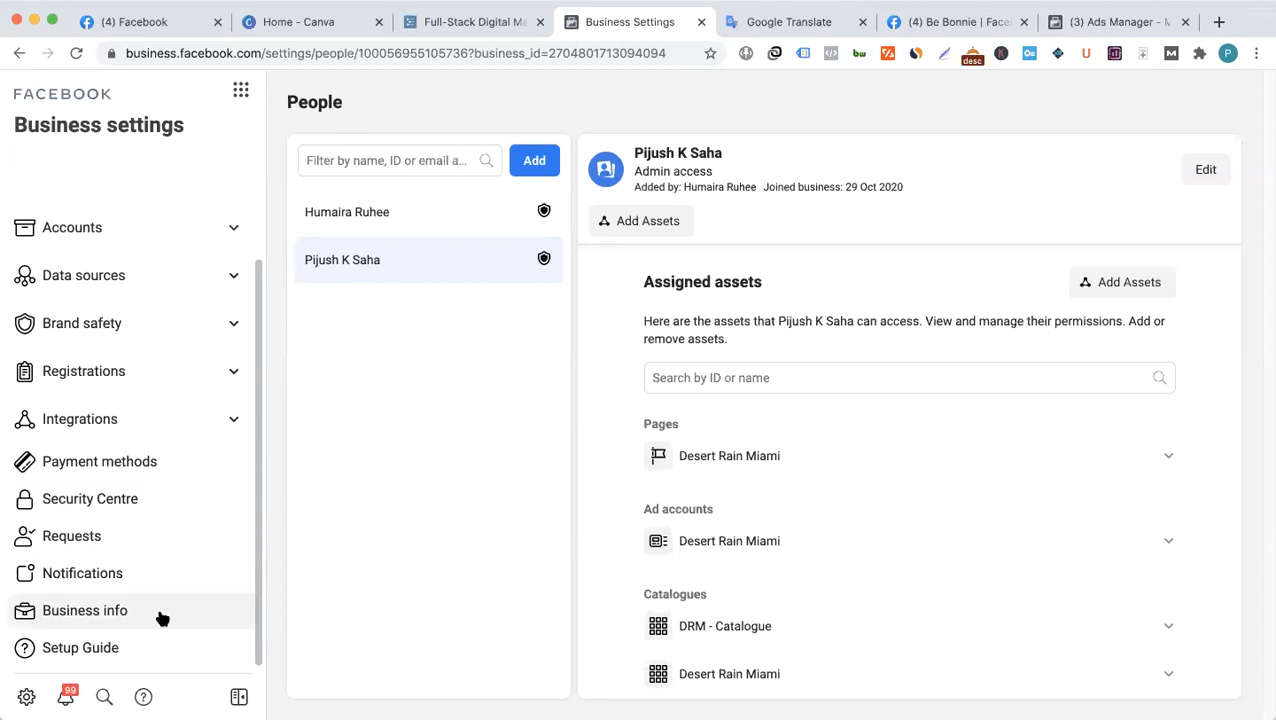 (4) Facebook
Home - Canva
Full-Stack Digital Ma
Business Settings
Google Translate
(4) Be Bonnie | Face
(3) Ads Manager - M
business.facebook.com/settings/people/100056955105736?business_id=2704801713094094
desc
P
FACEBOOK
Business settings
Accounts
Data sources
Brand safety
Registrations
Integrations
Payment methods
Security Centre
Requests
Notifications
Business info
Setup Guide
99
People
Filter by name, ID or email a...
Add
Humaira Ruhee
Pijush K Saha
Pijush K Saha
Admin access
Added by: Humaira Ruhee Joined business: 29 Oct 2020
Edit
Add Assets
Assigned assets
Add Assets
Here are the assets that Pijush K Saha can access. View and manage their permissions. Add or
remove assets.
Search by ID or name
Pages
Desert Rain Miami
Ad accounts
Desert Rain Miami
Catalogues
DRM - Catalogue
Desert Rain Miami